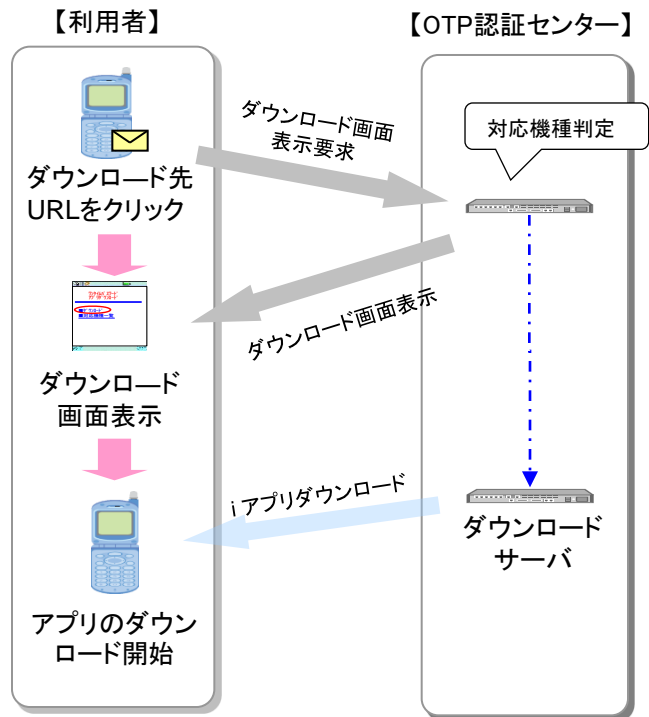 【利用者】
【OTP認証センター】
ダウンロード画面
表示要求
対応機種判定
ダウンロード先
URLをクリック
ダウンロード画面表示
ダウンロード
画面表示
iアプリダウンロード
ダウンロード
サーバ
アプリのダウン
ロード開始